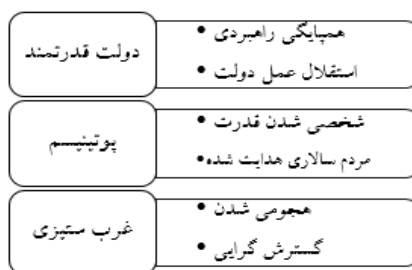 دولت قدرتمند
• همپایگی راهبردی
• استقلال عمل دولت
پوتینیسم
• شخصی شدن قدرت
• مردم سالاری هدایت شده
غرب ستیزی
• هجومی شدن
• گسترش گرایی